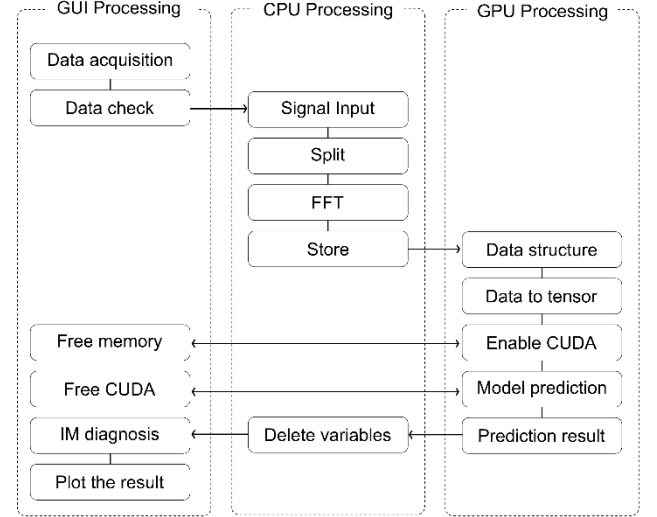 GUI Processing
Data acquisition
Data check
Free memory
Free CUDA
IM diagnosis
Plot the result
CPU Processing
Signal Input
Split
FFT
Store
Delete variables
GPU Processing
Data structure
Data to tensor
Enable CUDA
Model prediction
Prediction result